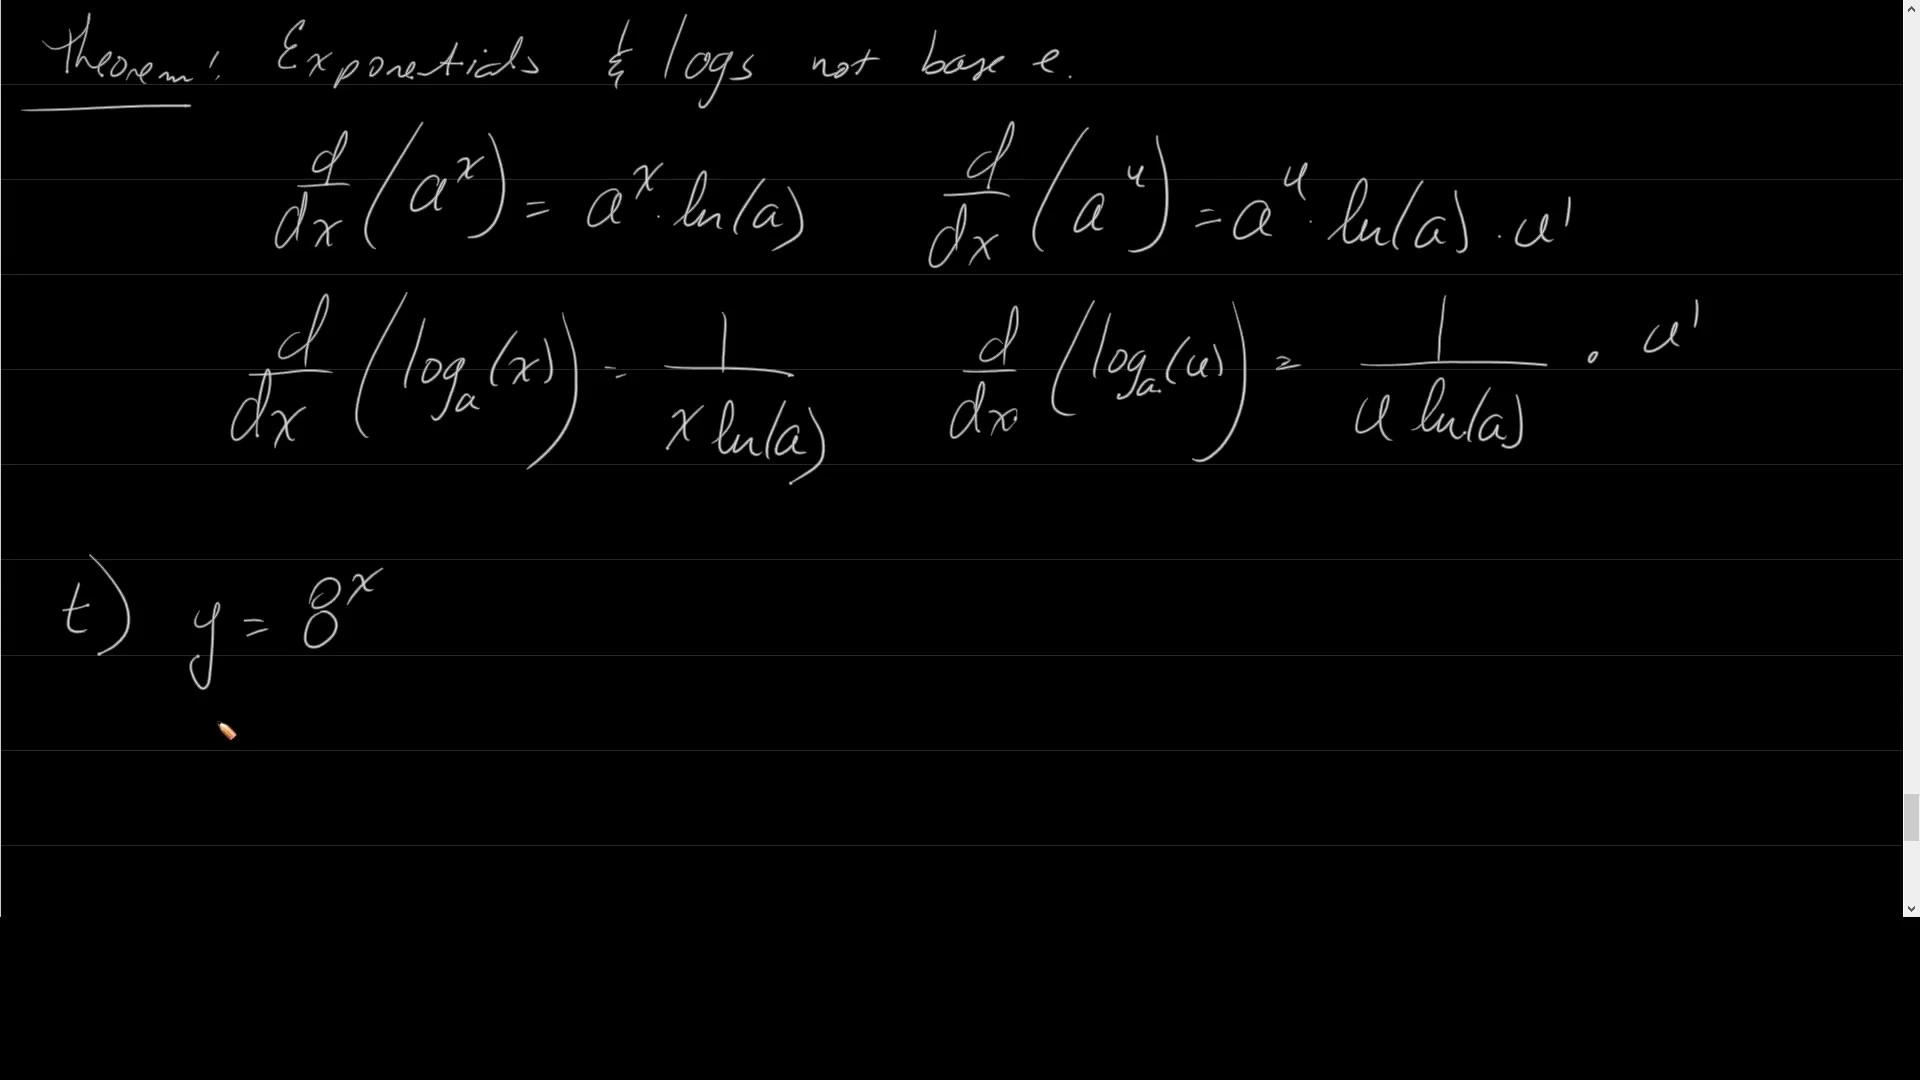 Theorem: Exponentials & logs not base e.
d/dx (a^x) = a^x · ln(a)    d/dx (a^u) = a^u · ln(a) · u'
d/dx (log_a(x)) = 1/(x ln(a))    d/dx (log_a(u)) = 1/(u ln(a)) · u'
t) y = 8^x